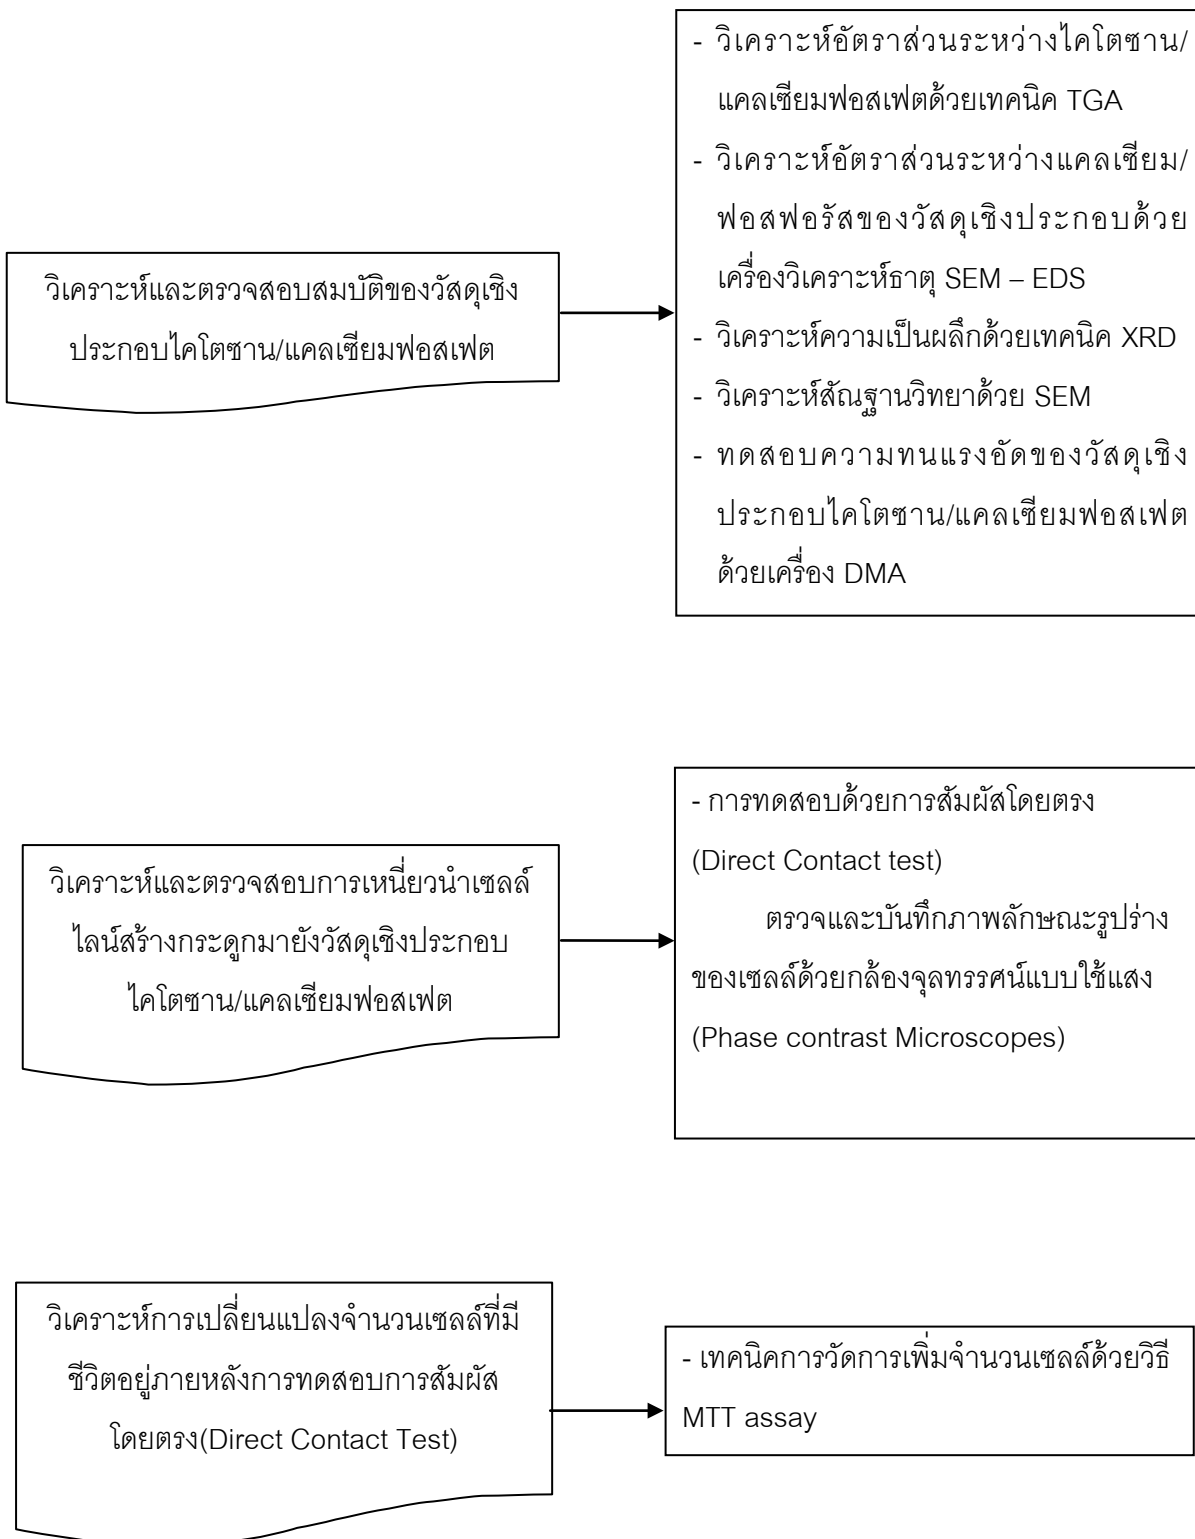 วิเคราะห์และตรวจสอบสมบัติของวัสดุเชิง
ประกอบไคโตซาน/แคลเซียมฟอสเฟต
- วิเคราะห์อัตราส่วนระหว่างไคโตซาน/
แคลเซียมฟอสเฟตด้วยเทคนิค TGA
- วิเคราะห์อัตราส่วนระหว่างแคลเซียม/
ฟอสฟอรัสของวัสดุเชิงประกอบด้วย
เครื่องวิเคราะห์ธาตุ SEM – EDS
- วิเคราะห์ความเป็นผลึกด้วยเทคนิค XRD
- วิเคราะห์สัณฐานวิทยาด้วย SEM
- ทดสอบความทนแรงอัดของวัสดุเชิง
ประกอบไคโตซาน/แคลเซียมฟอสเฟต
ด้วยเครื่อง DMA
วิเคราะห์และตรวจสอบการเหนี่ยวนำเซลล์
ไลน์สร้างกระดูกมายังวัสดุเชิงประกอบ
ไคโตซาน/แคลเซียมฟอสเฟต
- การทดสอบด้วยการสัมผัสโดยตรง
(Direct Contact test)
ตรวจและบันทึกภาพลักษณะรูปร่าง
ของเซลล์ด้วยกล้องจุลทรรศน์แบบใช้แสง
(Phase contrast Microscopes)
วิเคราะห์การเปลี่ยนแปลงจำนวนเซลล์ที่มี
ชีวิตอยู่ภายหลังการทดสอบการสัมผัส
โดยตรง(Direct Contact Test)
- เทคนิคการวัดการเพิ่มจำนวนเซลล์ด้วยวิธี
MTT assay